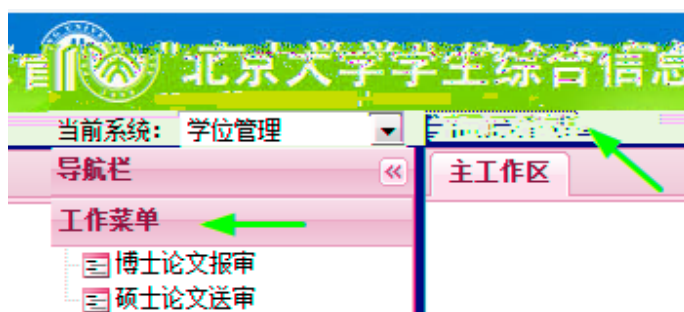 北京大学学生综合信息
当前系统: 学位管理
导航栏
主工作区
工作菜单
博士论文报审
硕士论文送审